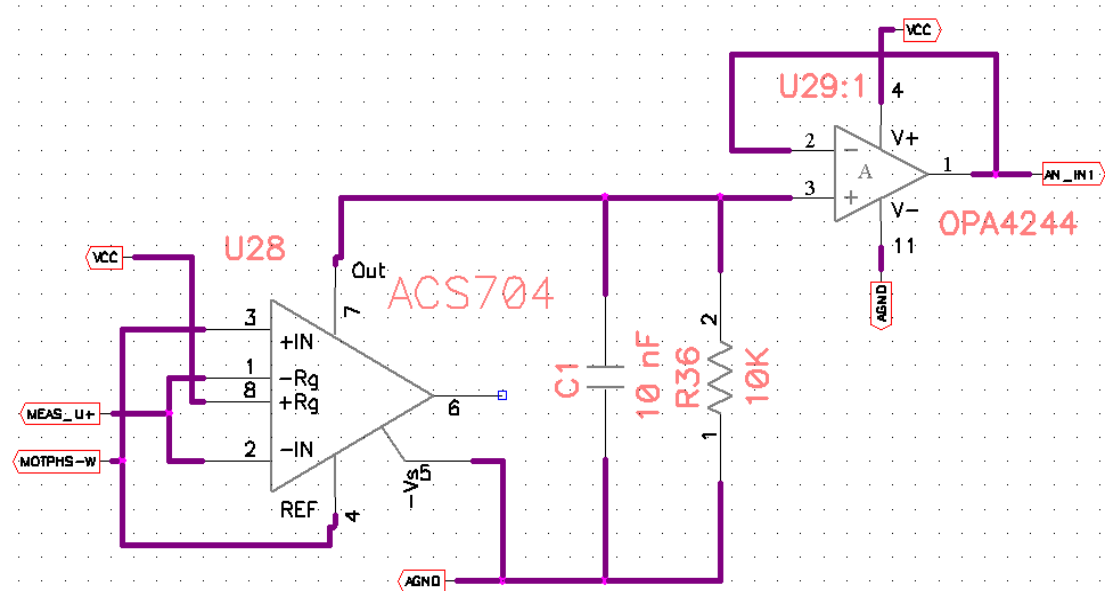 VCC
U29:1
4
V+
2
A
1
AN_IN1
3
V-
OPA4244
11
AGND
VCC
U28
Out
ACS704
7
3
+IN
1
-Rg
8
+Rg
6
MEAS_U+
2
-IN
MOTPHS-W
-Vs
5
REF
4
C1
10 nF
R36
10K
2
1
AGND